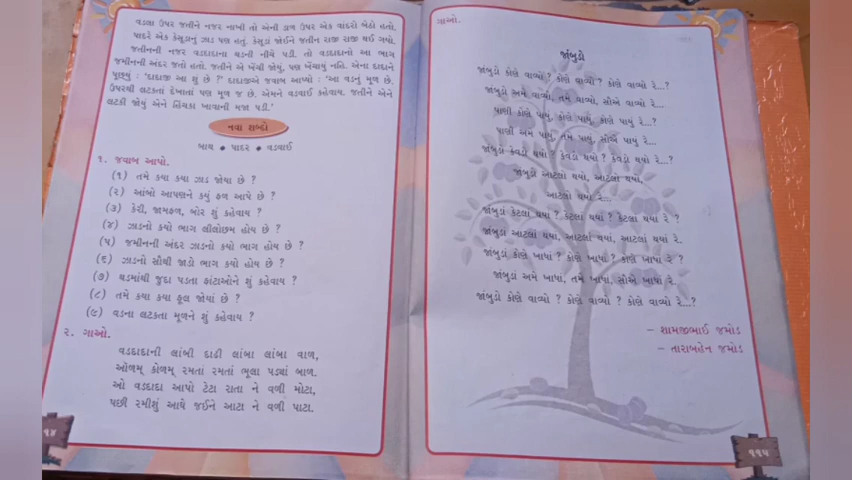 વડલા ઉપર જતીને નજર નાખી તો એની ડાળ ઉપર એક વાંદરો બેઠો હતો.
પાદરે એક કેસૂડાનું ઝાડ પણ હતું. કેસૂડાં જોઈને જતીન રાજી રાજી થઈ ગયો.
જતીનની નજર વડદાદાના થડની નીચે પડી. તો વડદાદાનો આ ભાગ
જમીનની અંદર જતો હતો. જતીને એ ખેંચી જોયું, પણ ખેંચાયું નહિ. એના દાદાને
પૂછ્યું : 'દાદાજી આ શું છે ?' દાદાજીએ જવાબ આપ્યો : 'આ વડનું મૂળ છે.
ઉપરથી લટકતાં દેખાતાં પણ મૂળ જ છે. એમને વડવાઈ કહેવાય. જતીને એને
લટકી જોયું એને હિંચકા ખાવાની મજા પડી.'
નવા શબ્દો
બાથ ● પાદર ● વડવાઈ
૧. જવાબ આપો.
(૧) તમે કયા કયા ઝાડ જોયા છે ?
(૨) આંબો આપણને કયું ફળ આપે છે ?
(૩) કેરી, જામફળ, બોર શું કહેવાય ?
(૪) ઝાડનો કયો ભાગ લીલોછમ હોય છે ?
(૫) જમીનની અંદર ઝાડનો કયો ભાગ હોય છે ?
(૬) ઝાડનો સૌથી જાડો ભાગ કયો હોય છે ?
(૭) થડમાંથી જુદા પડતા ફાંટાઓને શું કહેવાય ?
(૮) તમે કયા કયા ફૂલ જોયાં છે ?
(૯) વડના લટકતા મૂળને શું કહેવાય ?
૨. ગાઓ.
વડદાદાની લાંબી દાઢી લાંબા લાંબા વાળ,
ઓળમ્ કોળમ્ રમતાં રમતાં ભૂલા પડ્યાં બાળ.
ઓ વડદાદા આપો ટેટા રાતા ને વળી મોટા,
પછી રમીશું આથે જઈને આટા ને વળી પાટા.
૧૪
ગાઓ.
જાંબુડો
જાંબુડો કોણે વાવ્યો ? કોણે વાવ્યો ? કોણે વાવ્યો રે...?
જાંબુડો અમે વાવ્યો, તમે વાવ્યો, સૌએ વાવ્યો રે...
પાણી કોણે પાયું, કોણે પાયું, કોણે પાયું રે...?
પાણી અમે પાયું, તમે પાયું, સૌએ પાયું રે...
જાંબુડો કેવડો થયો ? કેવડો થયો ? કેવડો થયો રે...?
જાંબુડો આટલો થયો, આટલો થયો,
આટલો થયો રે...
જાંબુડાં કેટલાં થયા ? કેટલાં થયાં ? કેટલાં થયાં રે ?
જાંબુડાં આટલાં થયાં, આટલાં થયાં, આટલાં થયાં રે.
જાંબુડાં કોણે ખાધાં ? કોણે ખાધાં ? કોણે ખાધાં રે ?
જાંબુડાં અમે ખાધાં, તમે ખાધાં, સૌએ ખાધાં રે.
જાંબુડો કોણે વાવ્યો ? કોણે વાવ્યો ? કોણે વાવ્યો રે...?
– શામજીભાઈ જમોડ
– તારાબહેન જમોડ
૧૧૫